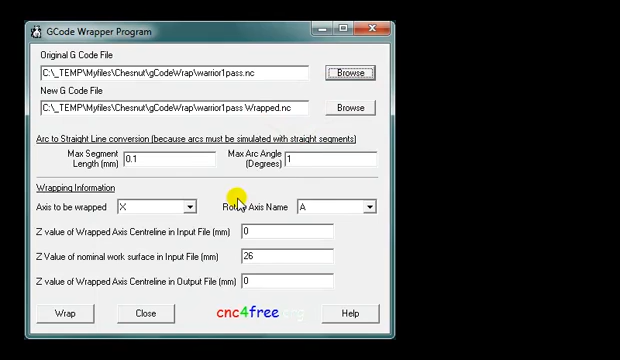 GCode Wrapper Program
Original G Code File
C:\_TEMP\Myfiles\Chesnut\gCodeWrap\warrior1pass.nc
Browse
New G Code File
C:\_TEMP\Myfiles\Chesnut\gCodeWrap\warrior1pass Wrapped.nc
Browse
Arc to Straight Line conversion (because arcs must be simulated with straight segments)
Max Segment Length (mm) 0.1 Max Arc Angle (Degrees) 1
Wrapping Information
Axis to be wrapped X Axis Name A
Z value of Wrapped Axis Centreline in Input File (mm) 0
Z Value of nominal work surface in Input File (mm) 26
Z value of Wrapped Axis Centreline in Output File (mm) 0
Wrap Close cnc4free Help